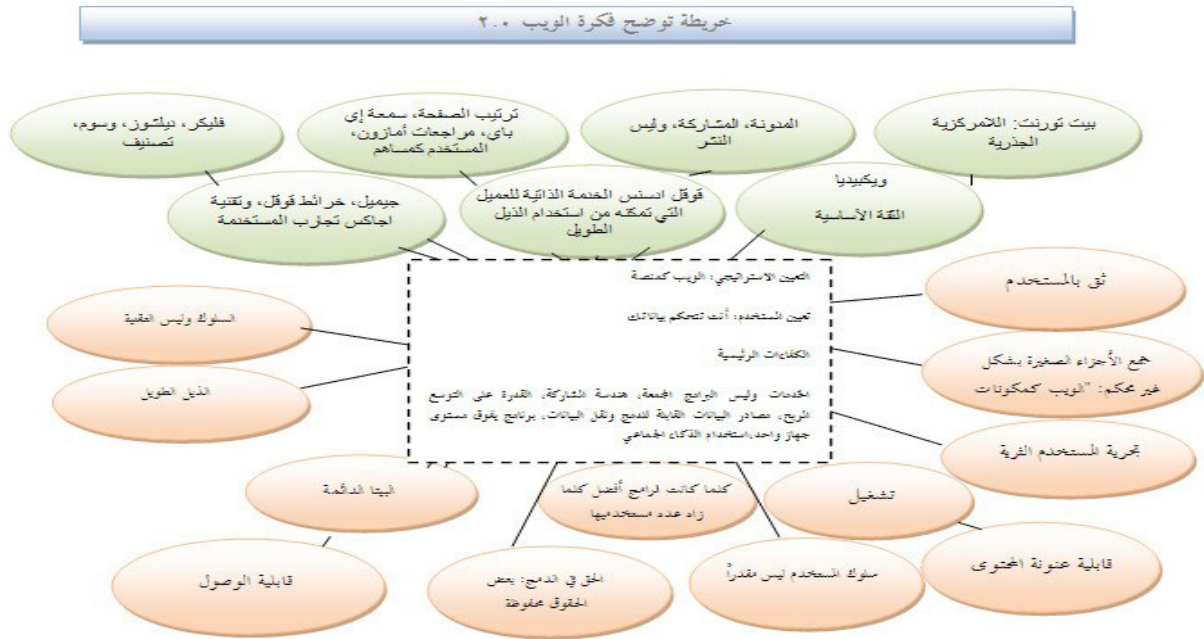 خريطة توضح فكرة الويب ٢.٠
بيت تورنت: اللامركزية
الجذرية
المدونة، المشاركة، وليس
النشر
ترتيب الصفحة، سمعة إي
باي، مراجعات أمازون،
المستخدم كمساهم
فليكر، ديلشوز، وسوم،
تصنيف
ويكبيديا
الثقة الأساسية
قوقل ادسنس الخدمة الذاتية للعميل
التي تمكنه من استخدام الذيل
الطويل
جيميل، خرائط قوقل، وتقنية
اجاكس تجارب المستخدمة
التعيين الاستراتيجي: الويب كمنصة
تعيين المستخدم: أنت تتحكم بياناتك
الكفاءات الرئيسية
الخدمات وليس البرامج المجمعة، هندسة المشاركة، القدرة على التوسع
المربح، مصادر البيانات القابلة للدمج ونقل البيانات، برنامج يفوق مستوى
جهاز واحد،استخدام الذكاء الجماعي
ثق بالمستخدم
جمع الأجزاء الصغيرة بشكل
غير محكم: "الويب كمكونات
تجربة المستخدم الثرية
السلوك وليس التقنية
الذيل الطويل
البيتا الدائمة
كلما كانت لرامج أفضل كلما
زاد عدد مستخدميها
تشغيل
قابلية عنونة المحتوى
سلوك المستخدم ليس مقدراً
الحق في الدمج: بعض
الحقوق محفوظة
قابلية الوصول